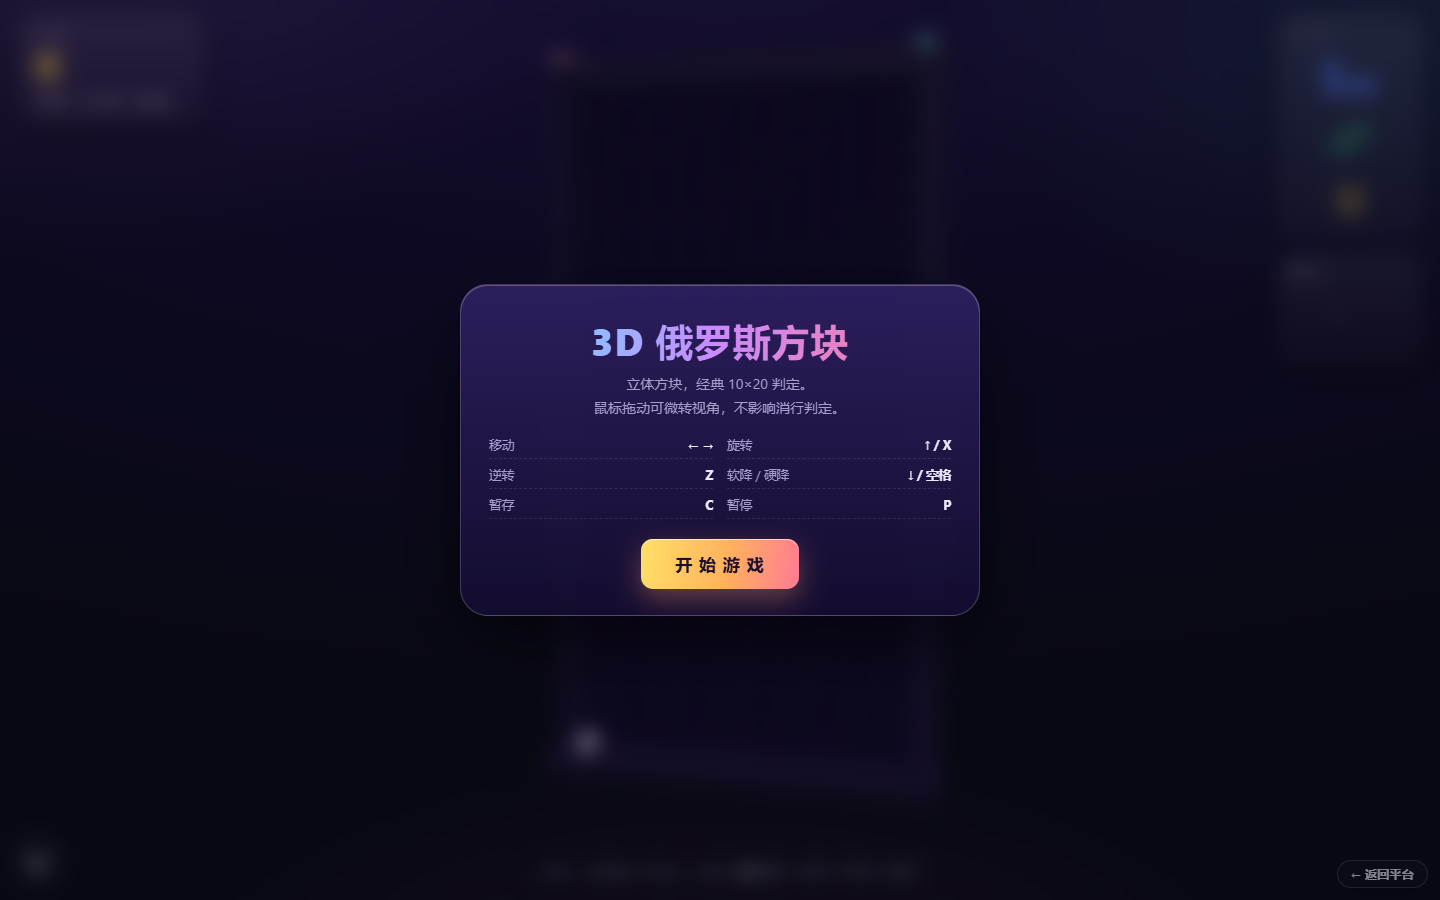 3D 俄罗斯方块
立体方块，经典 10×20 判定。
鼠标拖动可微转视角，不影响消行判定。
移动 ← → 旋转 ↑ / X
逆转 Z 软降 / 硬降 ↓ / 空格
暂存 C 暂停 P
开始游戏
← 返回平台